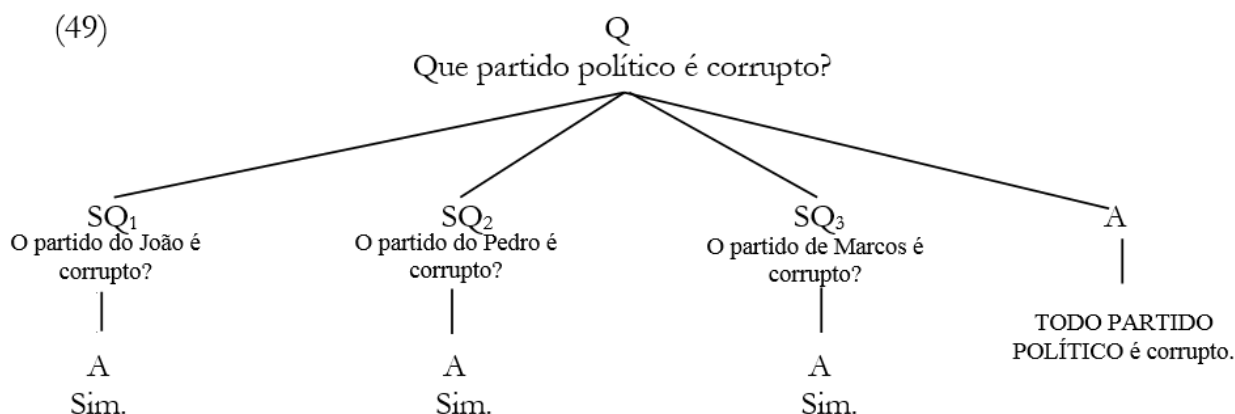 (49)
Q
Que partido político é corrupto?
SQ₁
O partido do João é
corrupto?
A
Sim.
SQ₂
O partido do Pedro é
corrupto?
A
Sim.
SQ₃
O partido de Marcos é
corrupto?
A
Sim.
A
TODO PARTIDO
POLÍTICO é corrupto.